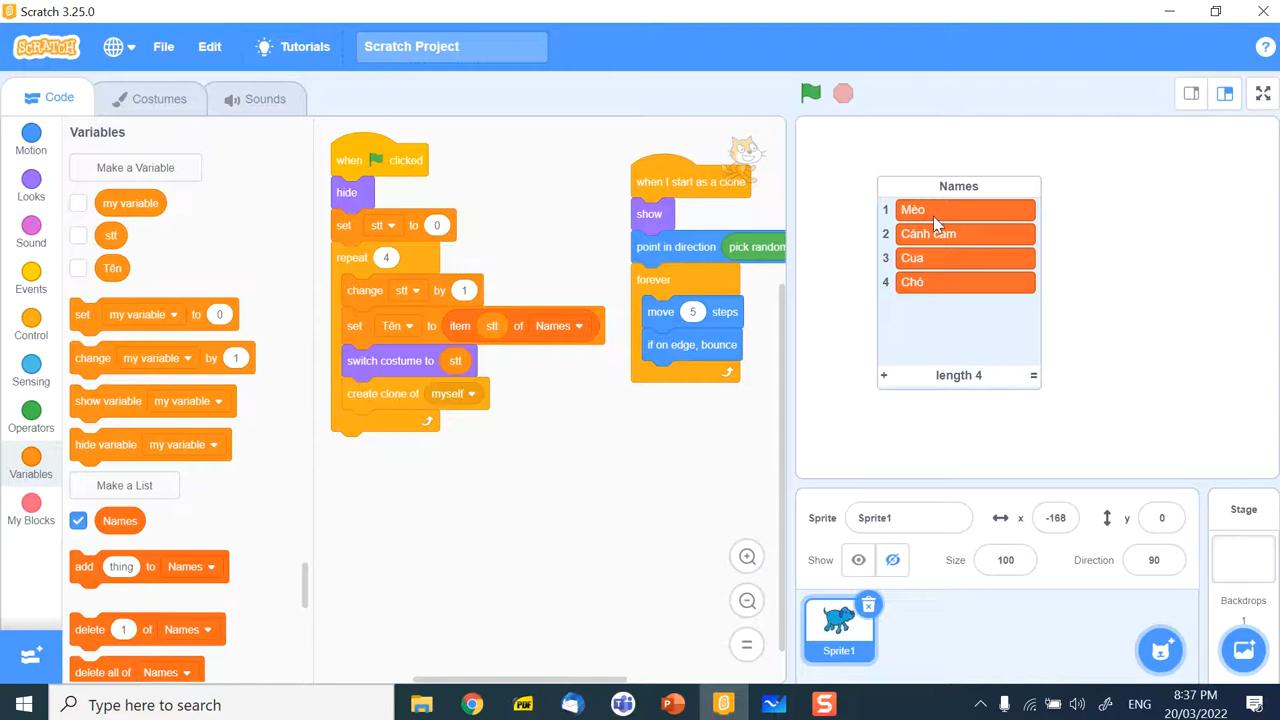 Scratch 3.25.0
SCRATCH
File
Edit
Tutorials
Scratch Project
Code
Costumes
Sounds
Motion
Looks
Sound
Events
Control
Sensing
Operators
Variables
My Blocks
Variables
Make a Variable
my variable
stt
Tên
set my variable to 0
change my variable by 1
show variable my variable
hide variable my variable
Make a List
Names
add thing to Names
delete 1 of Names
delete all of Names
when clicked
hide
set stt to 0
repeat 4
change stt by 1
set Tên to item stt of Names
switch costume to stt
create clone of myself
when I start as a clone
show
point in direction pick random
forever
move 5 steps
if on edge, bounce
Names
1 Mèo
2 Cánh cam
3 Cua
4 Chó
+ length 4 =
Sprite Sprite1 x -168 y 0
Show Size 100 Direction 90
Sprite1
Stage
Backdrops
1
Type here to search
PDF
ENG
8:37 PM
20/03/2022